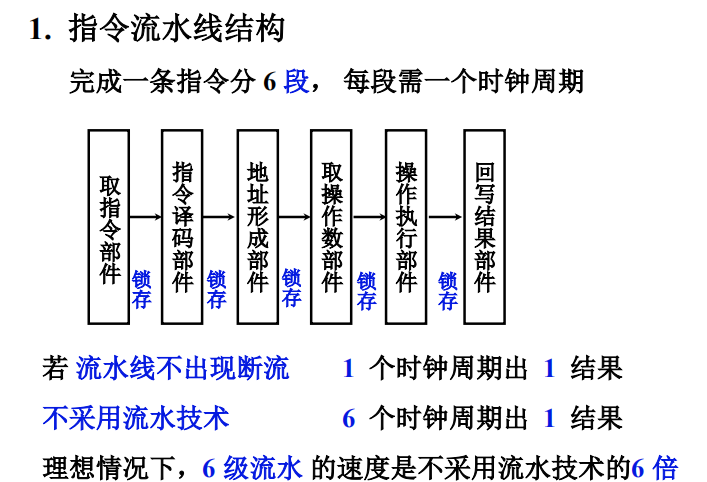 1. 指令流水线结构
完成一条指令分 6 段， 每段需一个时钟周期
取指令部件
锁存
指令译码部件
锁存
地址形成部件
锁存
取操作数部件
锁存
操作执行部件
锁存
回写结果部件
若 流水线不出现断流 1 个时钟周期出 1 结果
不采用流水技术 6 个时钟周期出 1 结果
理想情况下，6 级流水 的速度是不采用流水技术的6 倍